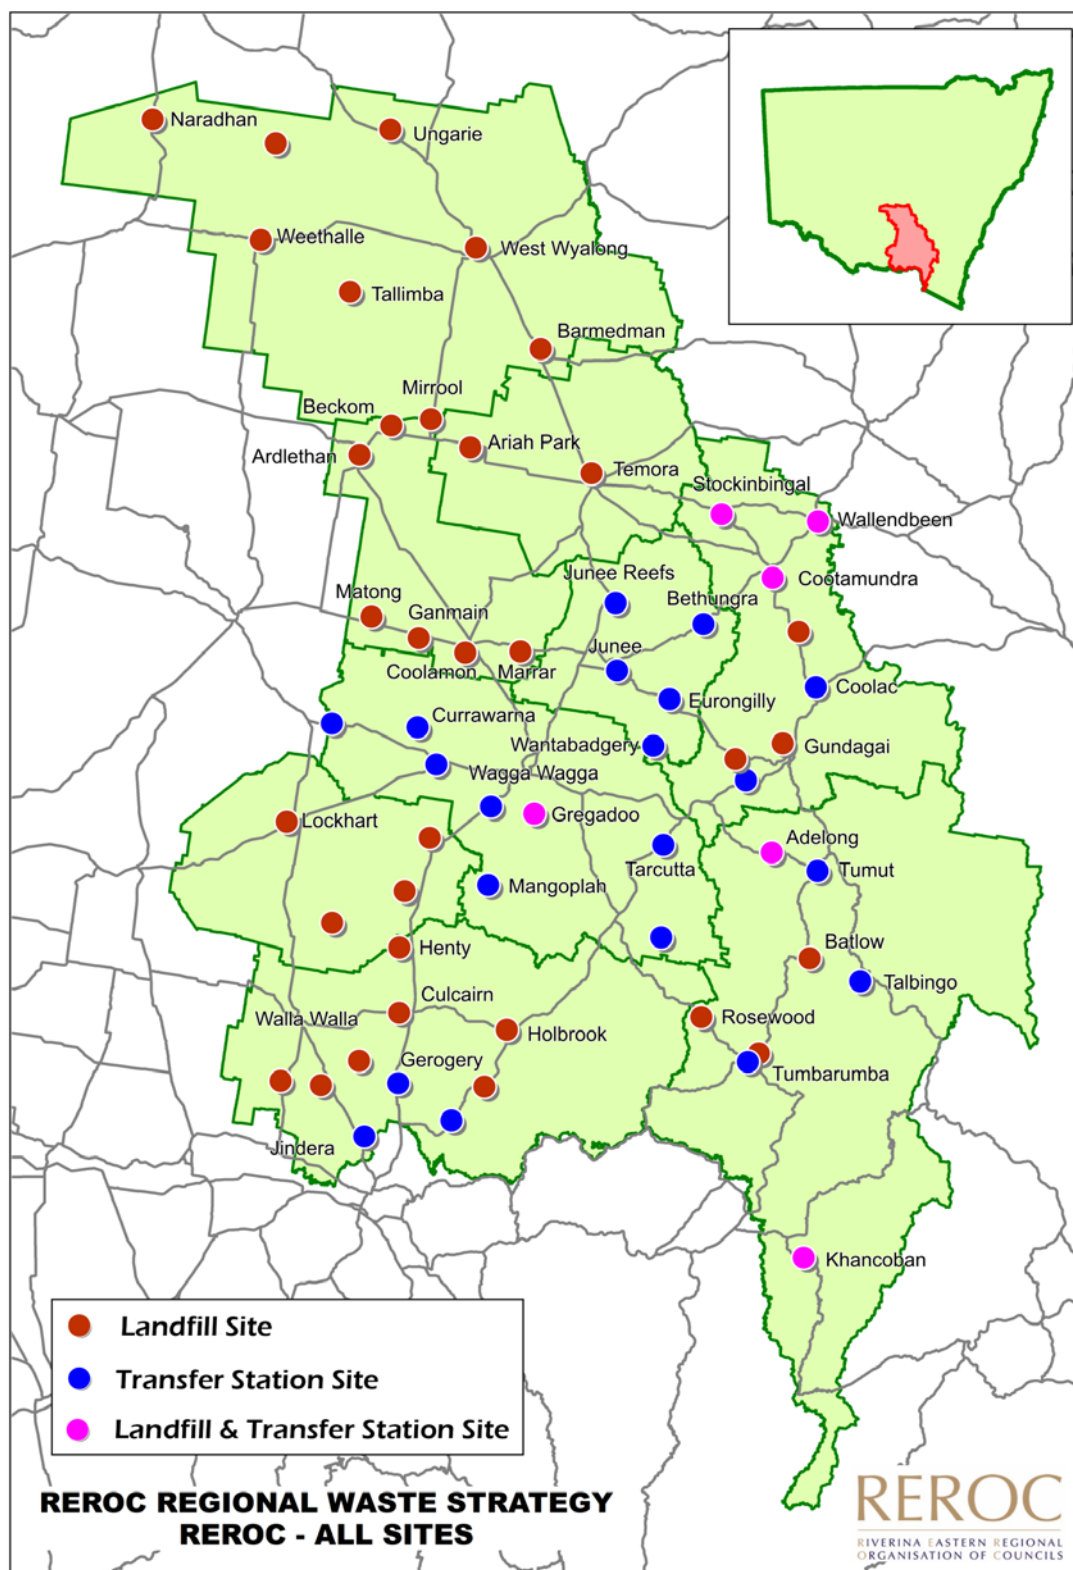 Naradhan
Ungarie
Weethalle
West Wyalong
Tallimba
Barmedman
Mirrool
Beckom
Ariah Park
Ardlethan
Temora
Stockinbingal
Wallendbeen
Junee Reefs
Cootamundra
Bethungra
Matong
Ganmain
Junee
Coolamon
Marrar
Coolac
Eurongilly
Currawarna
Wantabadgery
Gundagai
Wagga Wagga
Lockhart
Gregadoo
Adelong
Tarcutta
Tumut
Mangoplah
Batlow
Henty
Talbingo
Culcairn
Walla Walla
Rosewood
Holbrook
Gerogery
Tumbarumba
Jindera
Khancoban
Landfill Site
Transfer Station Site
Landfill & Transfer Station Site
REROC REGIONAL WASTE STRATEGY
REROC - ALL SITES
REROC
RIVERINA EASTERN REGIONAL
ORGANISATION OF COUNCILS